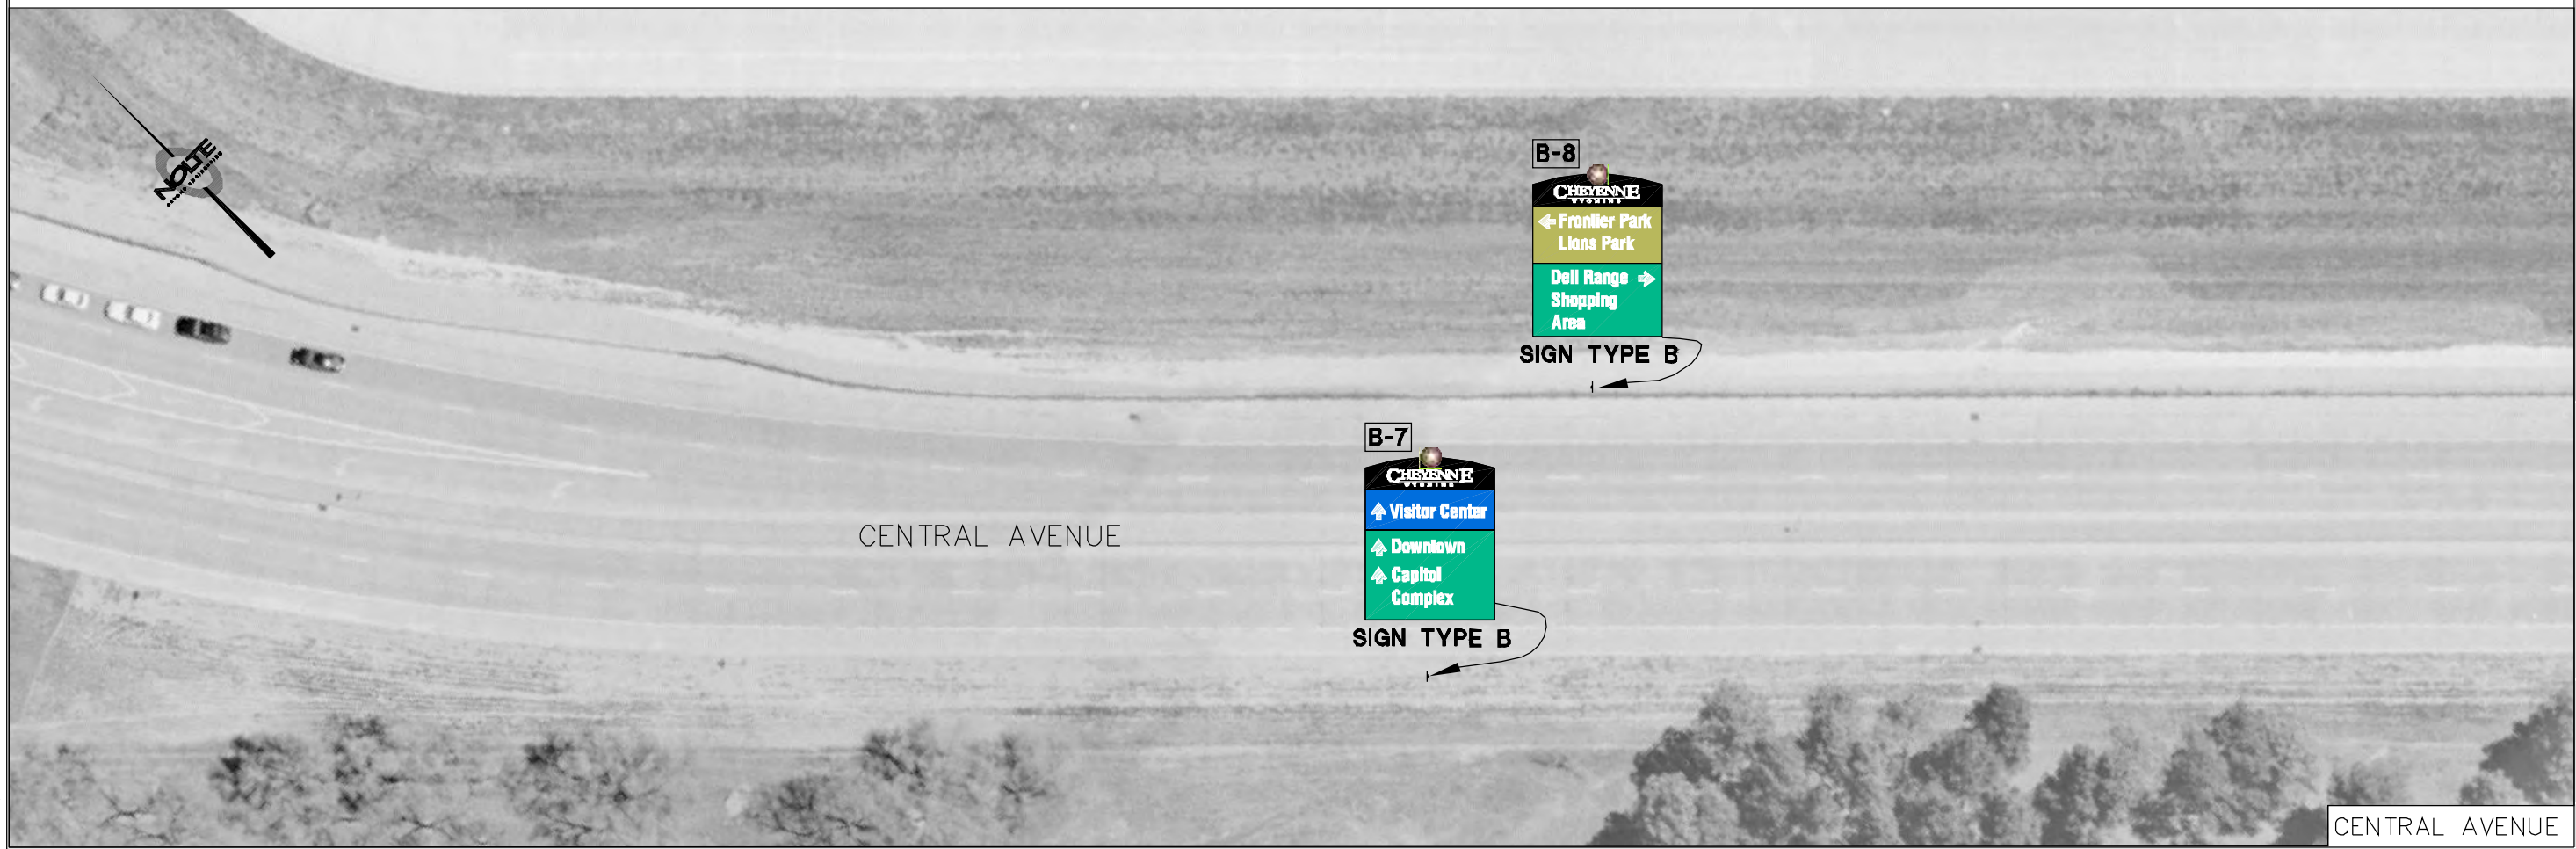 NOLTE
B-8
CHEYENNE
WYOMING
Frontier Park
Lions Park
Dell Range
Shopping
Area
SIGN TYPE B
B-7
CHEYENNE
WYOMING
Visitor Center
Downtown
Capitol
Complex
SIGN TYPE B
CENTRAL AVENUE
CENTRAL AVENUE